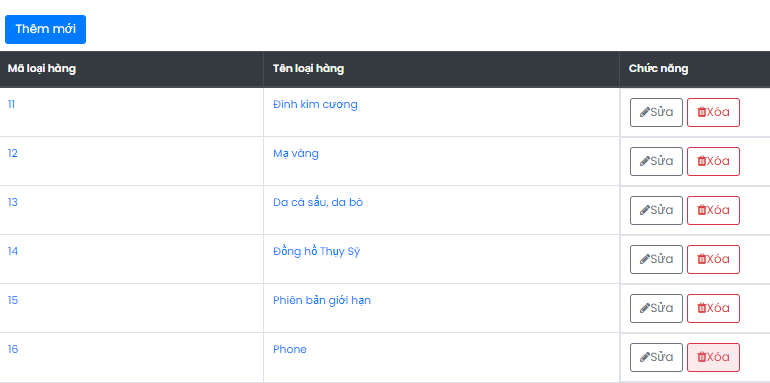 Thêm mới
Mã loại hàng Tên loại hàng Chức năng
11 Đính kim cương Sửa Xóa
12 Mạ vàng Sửa Xóa
13 Da cá sấu, da bò Sửa Xóa
14 Đồng hồ Thụy Sỹ Sửa Xóa
15 Phiên bản giới hạn Sửa Xóa
16 Phone Sửa Xóa